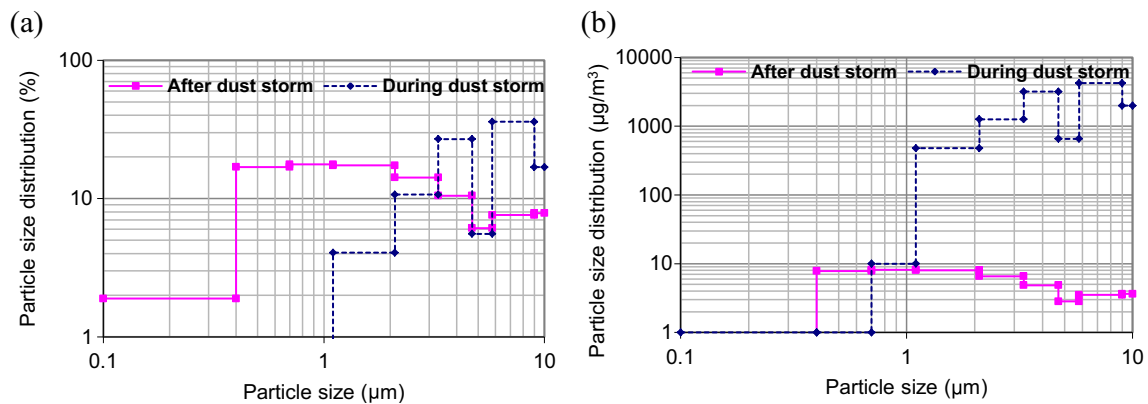 (a)
Particle size distribution (%)
100
10
1
After dust storm
During dust storm
0.1
1
10
Particle size (µm)
(b)
Particle size distribution (µg/m³)
10000
1000
100
10
1
After dust storm
During dust storm
0.1
1
10
Particle size (µm)